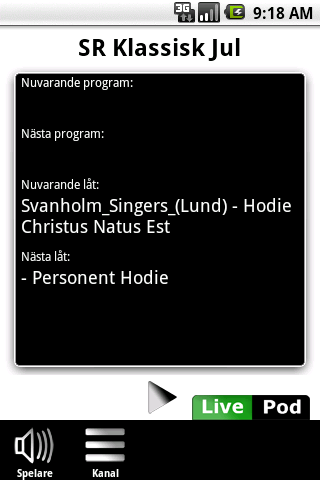 3G
9:18 AM
SR Klassisk Jul
Nuvarande program:
Nästa program:
Nuvarande låt:
Svanholm_Singers_(Lund) - Hodie
Christus Natus Est
Nästa låt:
- Personent Hodie
Live Pod
Spelare Kanal